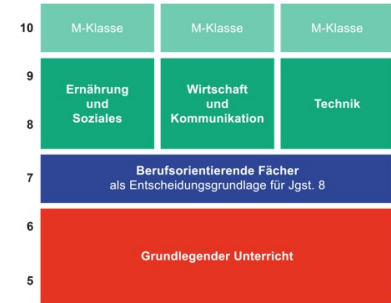 10 M-Klasse M-Klasse M-Klasse
9
Ernährung
und
Soziales
Wirtschaft
und
Kommunikation
Technik
8
7
Berufsorientierende Fächer
als Entscheidungsgrundlage für Jgst. 8
6
Grundlegender Unterricht
5